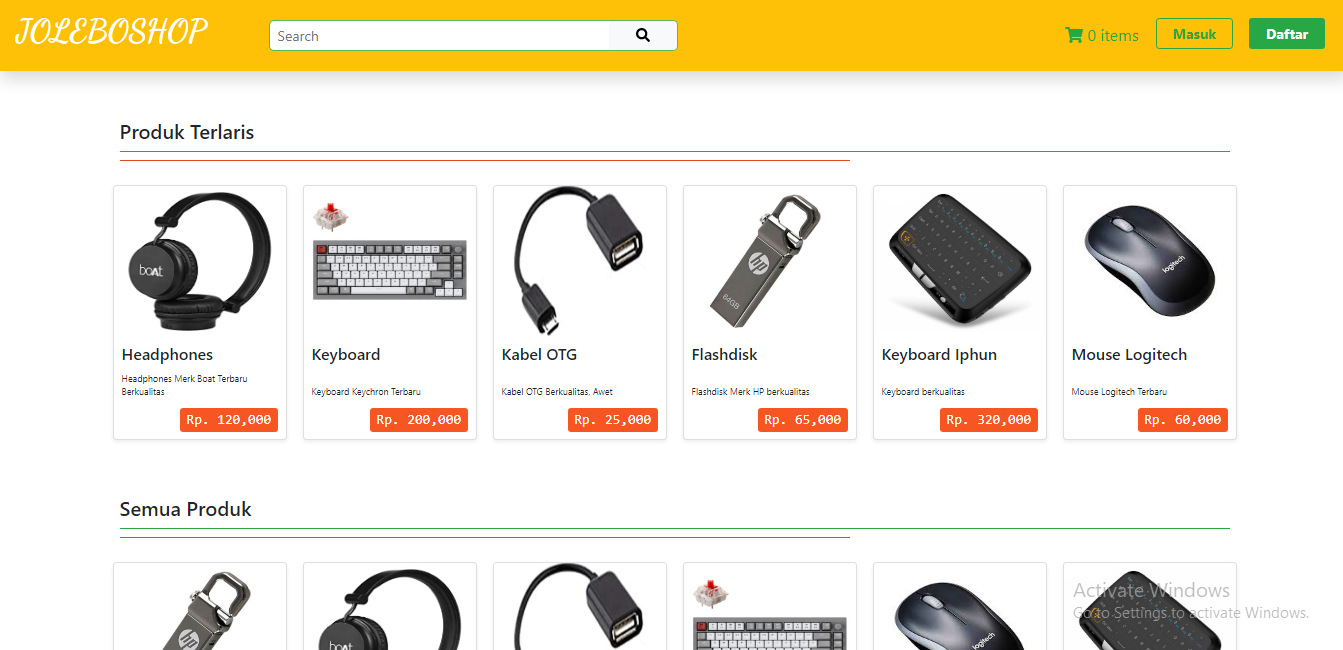 JOLEBOSHOP
Search
0 items
Masuk
Daftar
Produk Terlaris
boAt
hp
64GB
logitech
Headphones
Keyboard
Kabel OTG
Flashdisk
Keyboard Iphun
Mouse Logitech
Headphones Merk Boat Terbaru
Berkualitas
Keyboard Keychron Terbaru
Kabel OTG Berkualitas, Awet
Flashdisk Merk HP berkualitas
Keyboard berkualitas
Mouse Logitech Terbaru
Rp. 120,000
Rp. 200,000
Rp. 25,000
Rp. 65,000
Rp. 320,000
Rp. 60,000
Semua Produk
hp
boAt
logitech
Activate Windows
Go to Settings to activate Windows.